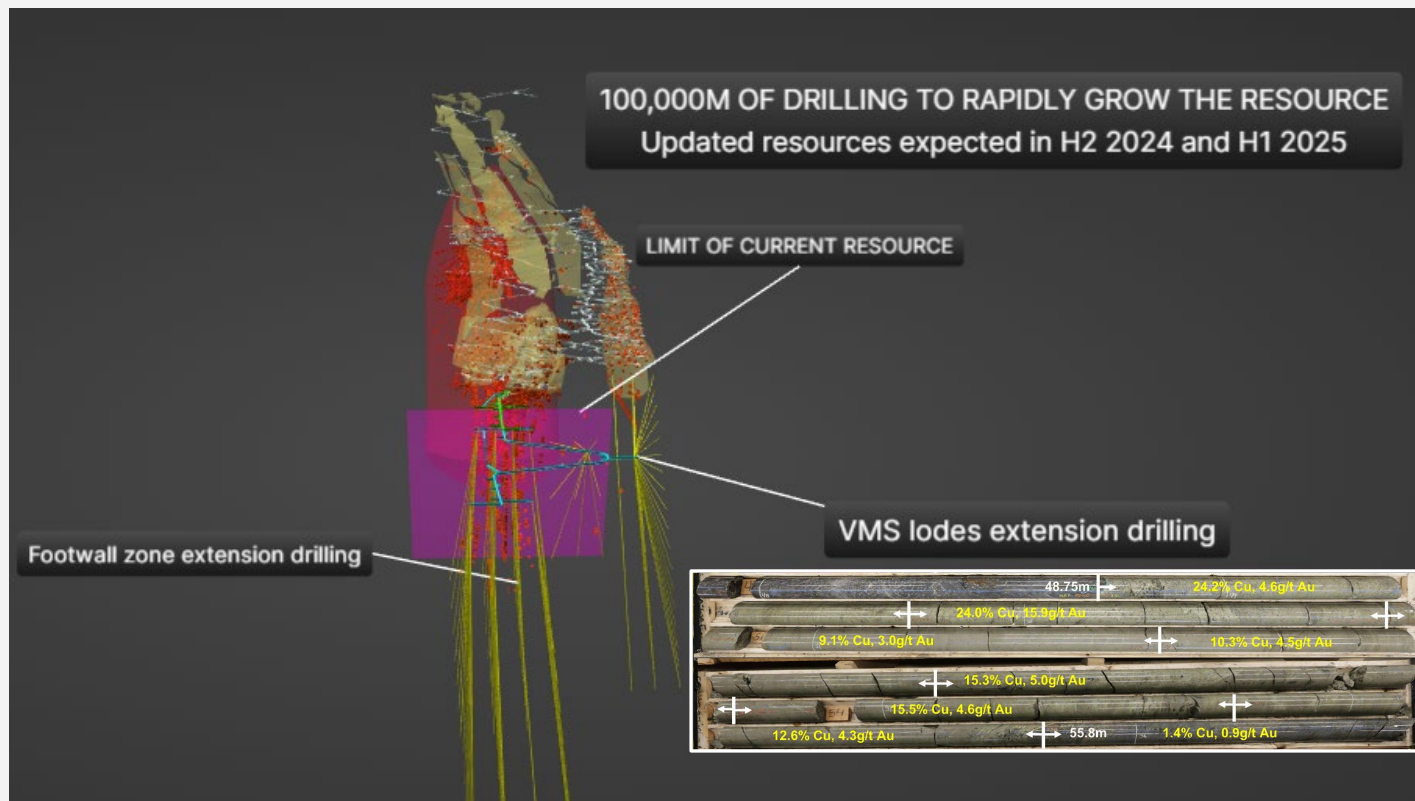 100,000M OF DRILLING TO RAPIDLY GROW THE RESOURCE
Updated resources expected in H2 2024 and H1 2025
LIMIT OF CURRENT RESOURCE
VMS lodes extension drilling
Footwall zone extension drilling
48.75m
24.2% Cu, 4.6g/t Au
24.0% Cu, 15.9g/t Au
9.1% Cu, 3.0g/t Au
10.3% Cu, 4.5g/t Au
15.3% Cu, 5.0g/t Au
15.5% Cu, 4.6g/t Au
12.6% Cu, 4.3g/t Au
55.8m
1.4% Cu, 0.9g/t Au